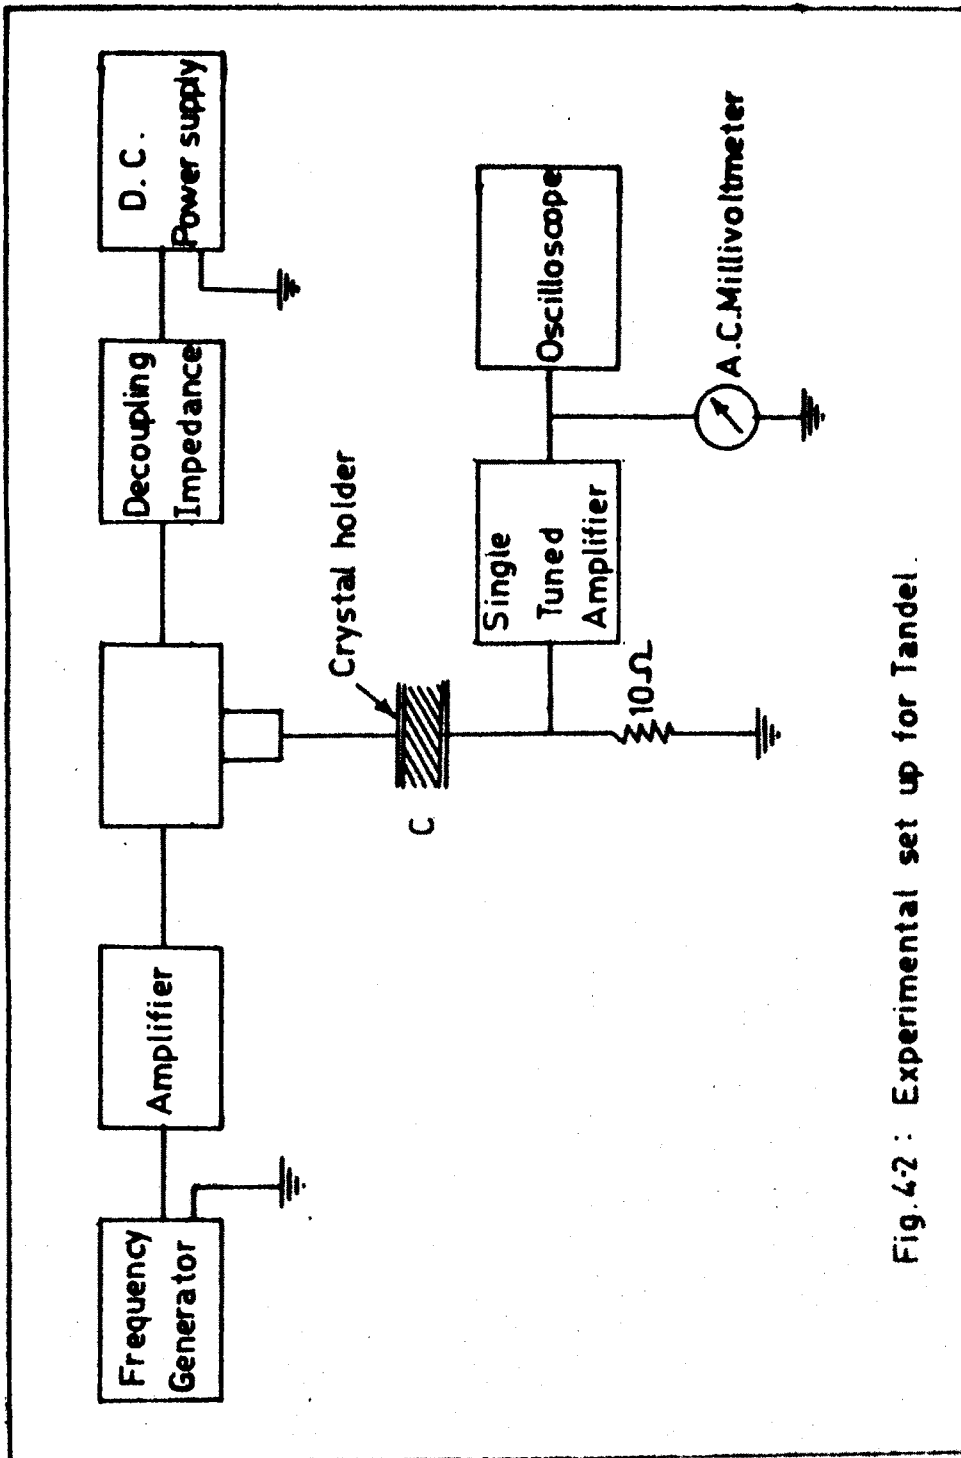 Frequency
Generator
Amplifier
Decoupling
Impedance
D.C.
Power supply
Crystal holder
C
10Ω
Single
Tuned
Amplifier
Oscilloscope
A.C.Millivoltmeter
Fig.4·2 : Experimental set up for Tandel.